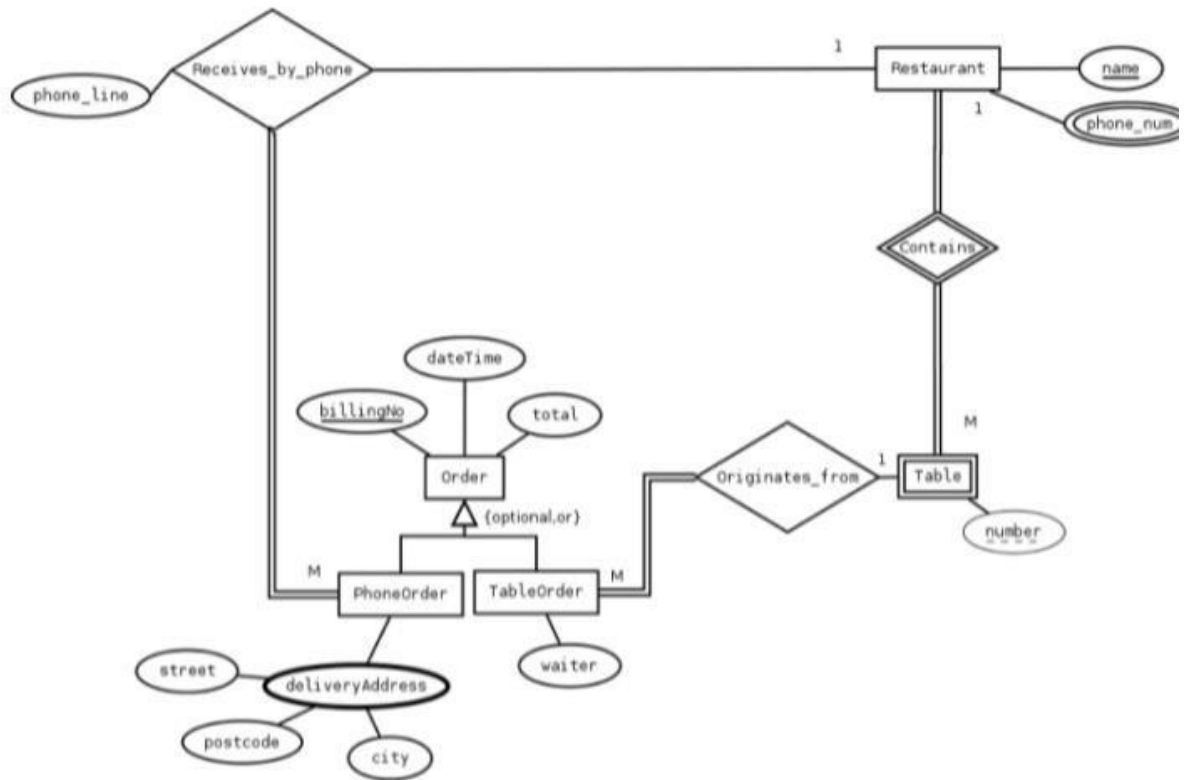 1
Receives_by_phone
Restaurant
name
phone_line
1
phone_num
Contains
dateTime
billingNo
total
M
Order
1
Originates_from
Table
{optional,or}
number
M
M
PhoneOrder
TableOrder
street
waiter
deliveryAddress
postcode
city